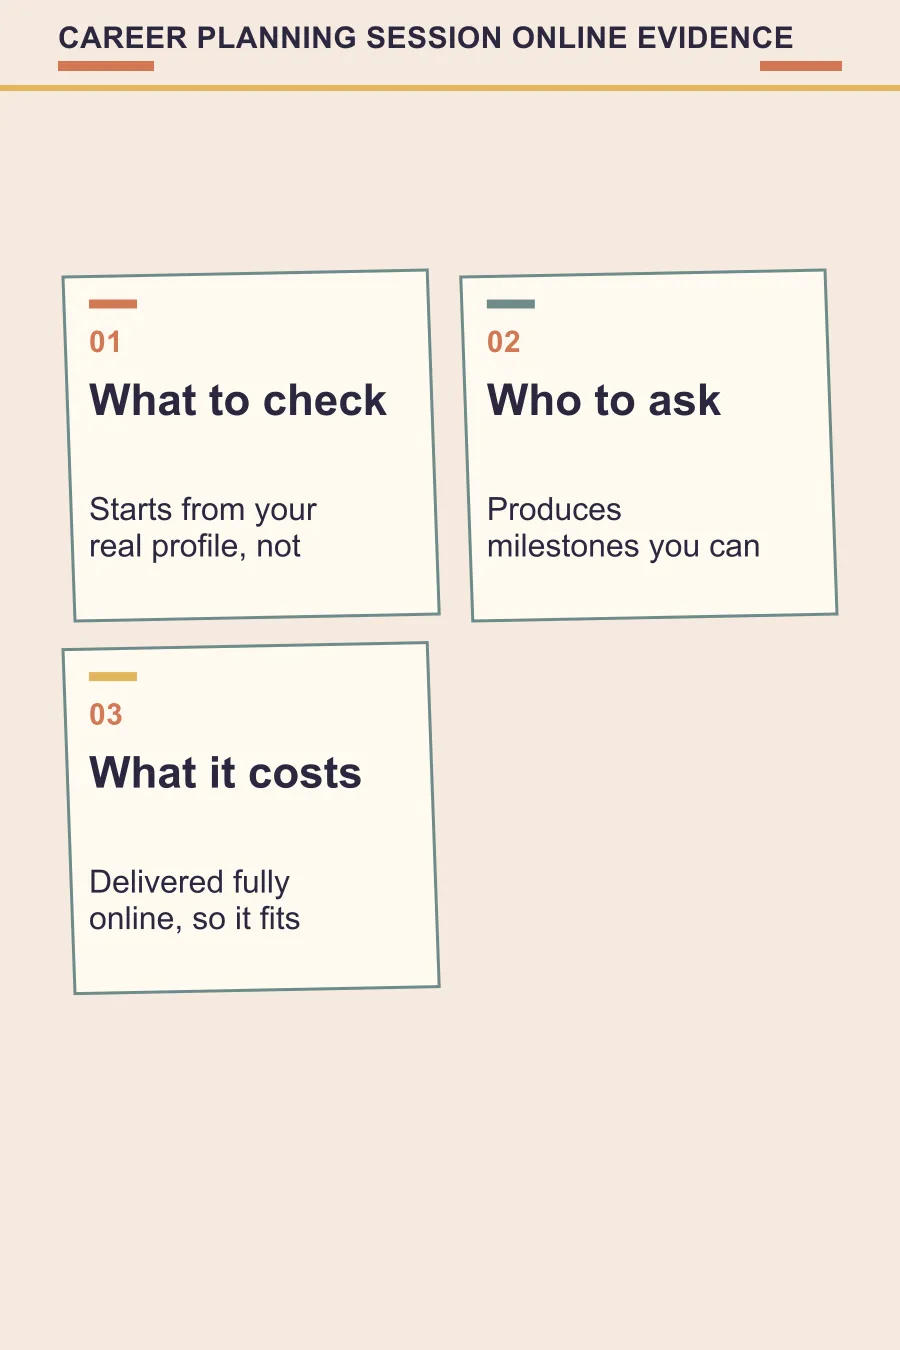 CAREER PLANNING SESSION ONLINE EVIDENCE
01
What to check
Starts from your
real profile, not
02
Who to ask
Produces
milestones you can
03
What it costs
Delivered fully
online, so it fits